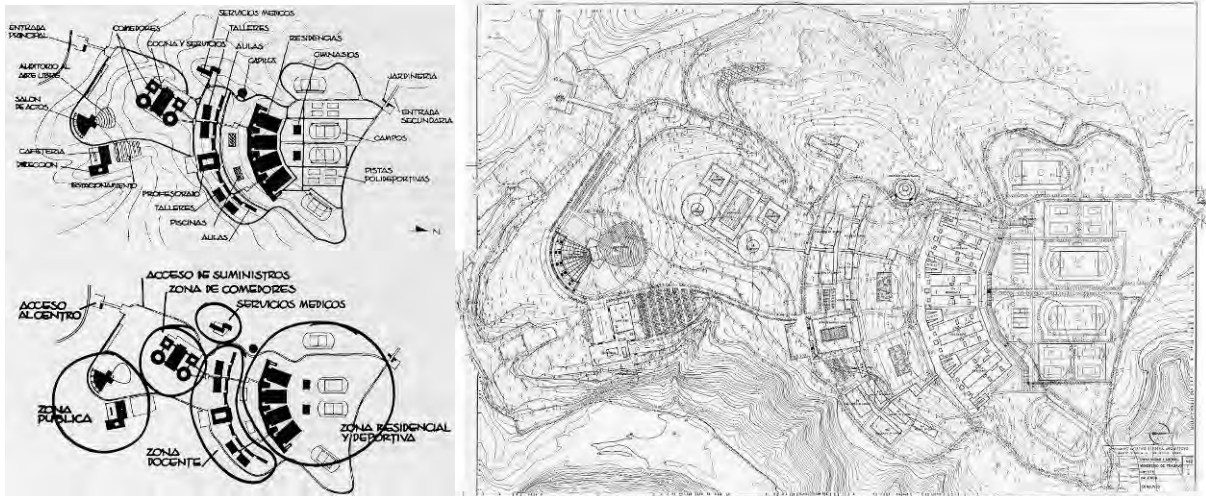 SERVICIOS MEDICOS
COMEDORES
TALLERES
RESIDENCIAS
ENTRADA
PRINCIPAL
COCINA Y SERVICIOS
AULAS
GIMNASIOS
CAPILLA
AUDITORIO AL
AIRE LIBRE
JARDINERIA
SALON
DE ACTOS
ENTRADA
SECUNDARIA
CAMPOS
CAFETERIA
DIRECCION
PISTAS
POLIDEPORTIVAS
ESTACIONAMIENTO
PROFESORADO
TALLERES
PISCINAS
AULAS
N
ACCESO DE SUMINISTROS
ZONA DE COMEDORES
SERVICIOS MEDICOS
ACCESO
AL CENTRO
ZONA
PUBLICA
ZONA RESIDENCIAL
Y DEPORTIVA
ZONA
DOCENTE